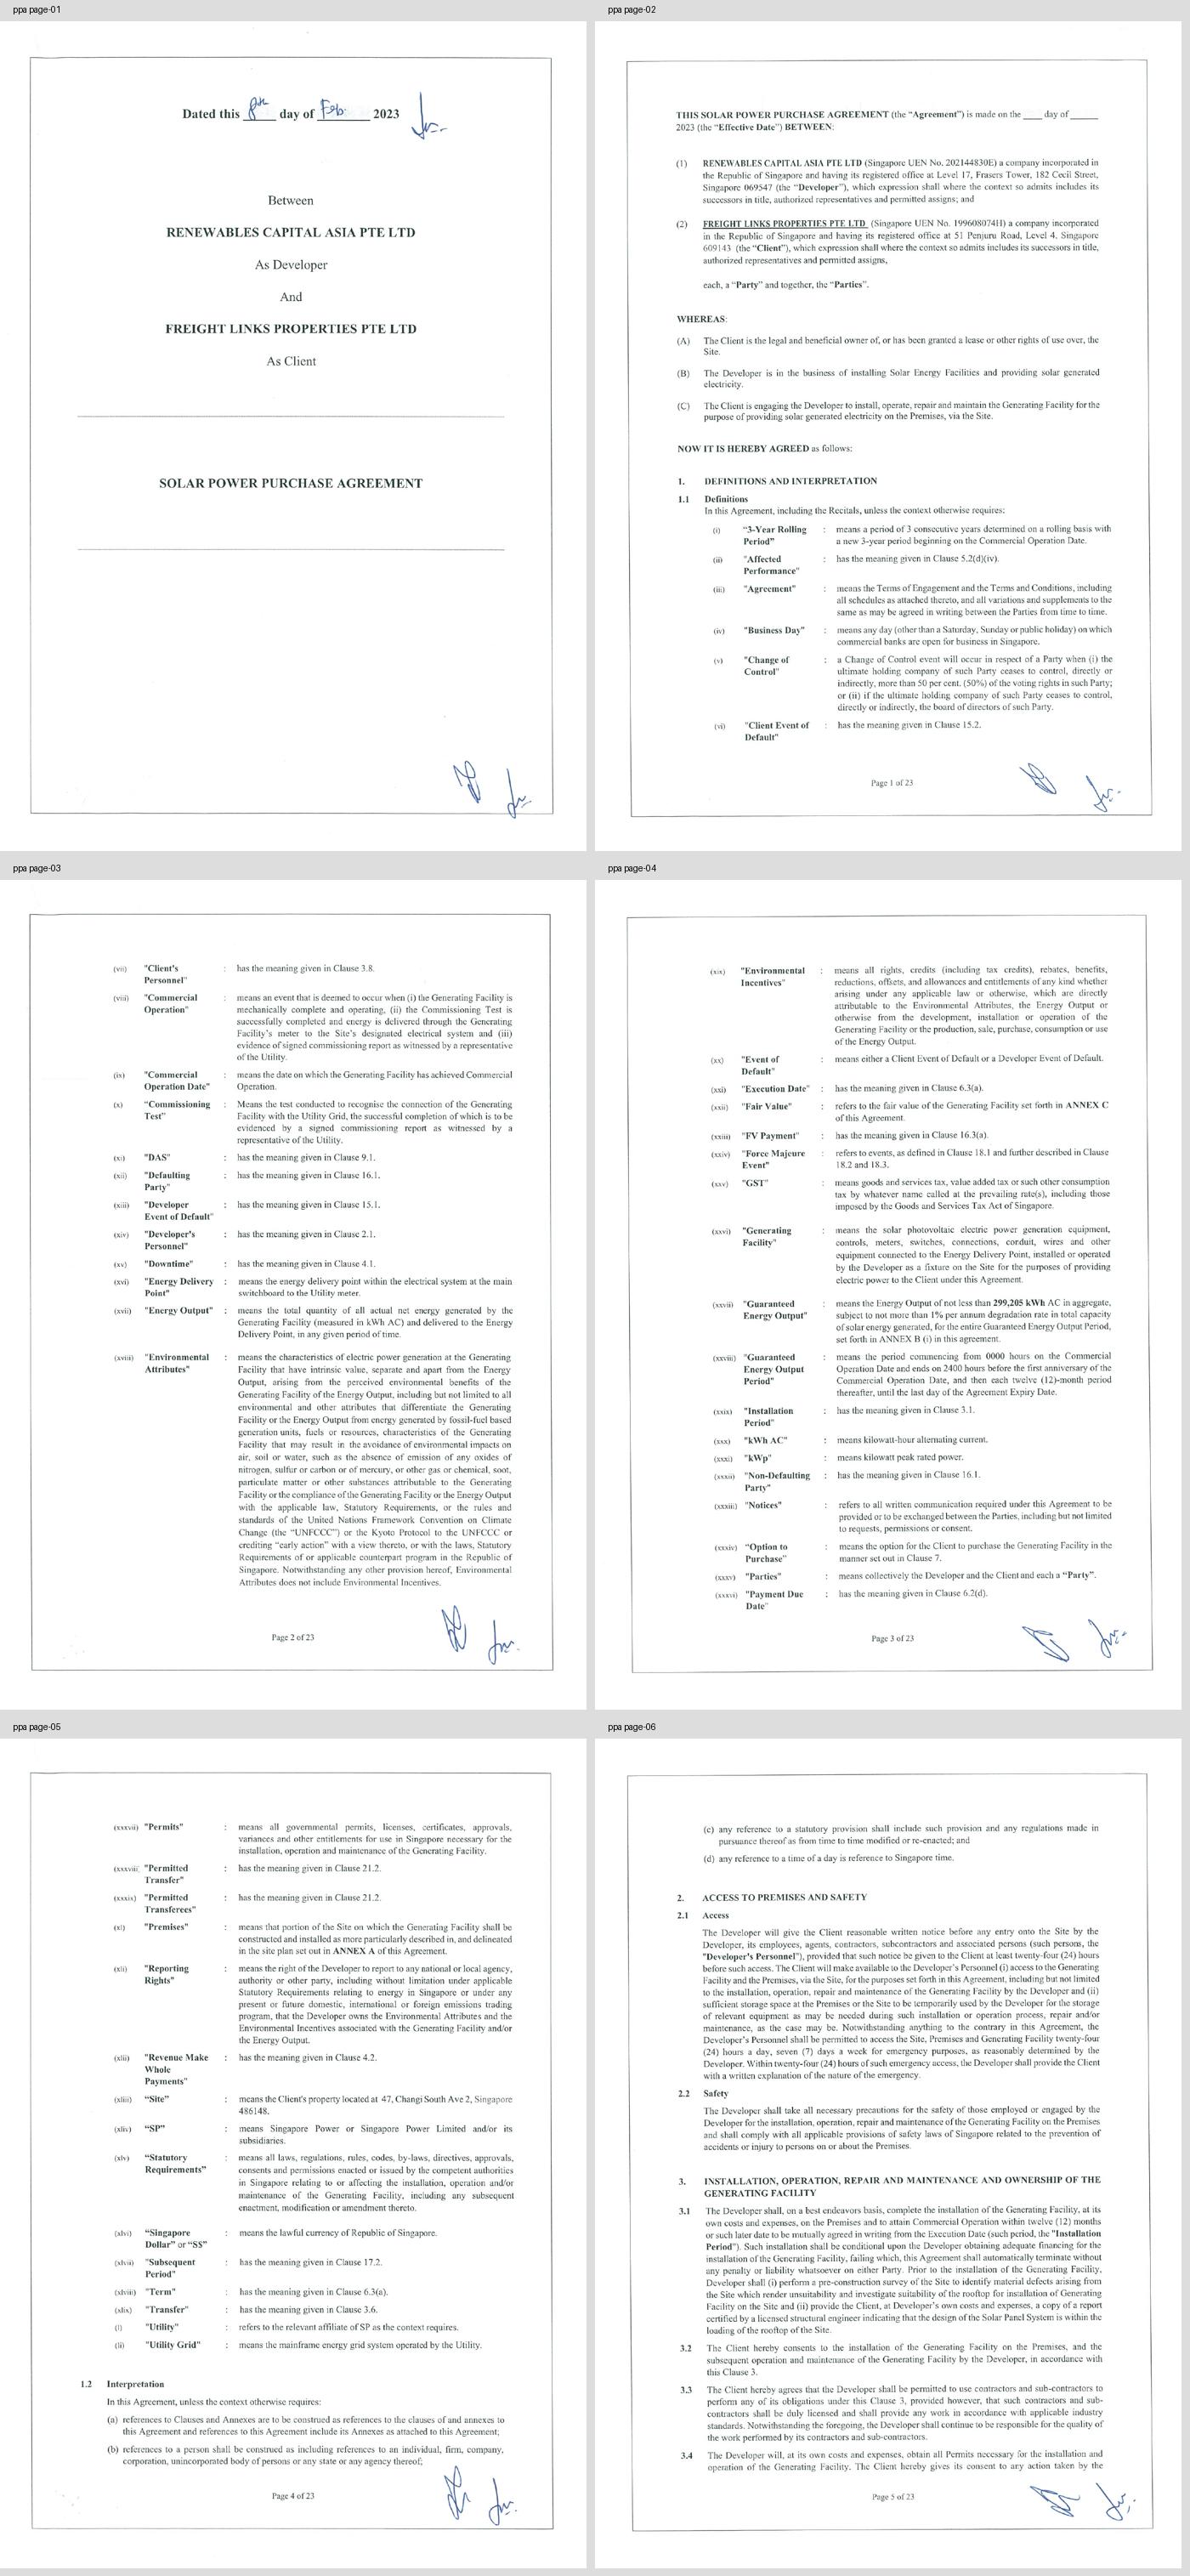 ppa page-01
Dated this 8th day of Feb 2023
Between
RENEWABLES CAPITAL ASIA PTE LTD
As Developer
And
FREIGHT LINKS PROPERTIES PTE LTD
As Client
SOLAR POWER PURCHASE AGREEMENT
ppa page-02
THIS SOLAR POWER PURCHASE AGREEMENT (the “Agreement”) is made on the ____ day of ______
2023 (the “Effective Date”) BETWEEN:
(1) RENEWABLES CAPITAL ASIA PTE LTD (Singapore UEN No. 202144830E) a company incorporated in
the Republic of Singapore and having its registered office at Level 17, Frasers Tower, 182 Cecil Street,
Singapore 069547 (the “Developer”), which expression shall where the context so admits includes its
successors in title, authorized representatives and permitted assigns; and
(2) FREIGHT LINKS PROPERTIES PTE LTD (Singapore UEN No. 199608074H) a company incorporated
in the Republic of Singapore and having its registered office at 51 Penjuru Road, Level 4, Singapore
609143 (the “Client”), which expression shall where the context so admits includes its successors in title,
authorized representatives and permitted assigns,
each, a “Party” and together, the “Parties”.
WHEREAS:
(A) The Client is the legal and beneficial owner of, or has been granted a lease or other rights of use over, the
Site.
(B) The Developer is in the business of installing Solar Energy Facilities and providing solar generated
electricity.
(C) The Client is engaging the Developer to install, operate, repair and maintain the Generating Facility for the
purpose of providing solar generated electricity on the Premises, via the Site.
NOW IT IS HEREBY AGREED as follows:
1. DEFINITIONS AND INTERPRETATION
1.1 Definitions
In this Agreement, including the Recitals, unless the context otherwise requires:
(i) “3-Year Rolling : means a period of 3 consecutive years determined on a rolling basis with
Period” a new 3-year period beginning on the Commercial Operation Date.
(ii) "Affected : has the meaning given in Clause 5.2(d)(iv).
Performance"
(iii) "Agreement" : means the Terms of Engagement and the Terms and Conditions, including
all schedules as attached thereto, and all variations and supplements to the
same as may be agreed in writing between the Parties from time to time.
(iv) "Business Day" : means any day (other than a Saturday, Sunday or public holiday) on which
commercial banks are open for business in Singapore.
(v) "Change of : a Change of Control event will occur in respect of a Party when (i) the
Control" ultimate holding company of such Party ceases to control, directly or
indirectly, more than 50 per cent. (50%) of the voting rights in such Party;
or (ii) if the ultimate holding company of such Party ceases to control,
directly or indirectly, the board of directors of such Party.
(vi) "Client Event of : has the meaning given in Clause 15.2.
Default"
Page 1 of 23
ppa page-03
(vii) "Client's : has the meaning given in Clause 3.8.
Personnel"
(viii) "Commercial : means an event that is deemed to occur when (i) the Generating Facility is
Operation" mechanically complete and operating, (ii) the Commissioning Test is
successfully completed and energy is delivered through the Generating
Facility's meter to the Site's designated electrical system and (iii)
evidence of signed commissioning report as witnessed by a representative
of the Utility.
(ix) "Commercial : means the date on which the Generating Facility has achieved Commercial
Operation Date" Operation.
(x) “Commissioning : Means the test conducted to recognise the connection of the Generating
Test” Facility with the Utility Grid, the successful completion of which is to be
evidenced by a signed commissioning report as witnessed by a
representative of the Utility.
(xi) "DAS" : has the meaning given in Clause 9.1.
(xii) "Defaulting : has the meaning given in Clause 16.1.
Party"
(xiii) "Developer : has the meaning given in Clause 15.1.
Event of Default"
(xiv) "Developer's : has the meaning given in Clause 2.1.
Personnel"
(xv) "Downtime" : has the meaning given in Clause 4.1.
(xvi) "Energy Delivery : means the energy delivery point within the electrical system at the main
Point" switchboard to the Utility meter.
(xvii) "Energy Output" : means the total quantity of all actual net energy generated by the
Generating Facility (measured in kWh AC) and delivered to the Energy
Delivery Point, in any given period of time.
(xviii) "Environmental : means the characteristics of electric power generation at the Generating
Attributes" Facility that have intrinsic value, separate and apart from the Energy
Output, arising from the perceived environmental benefits of the
Generating Facility of the Energy Output, including but not limited to all
environmental and other attributes that differentiate the Generating
Facility or the Energy Output from energy generated by fossil-fuel based
generation units, fuels or resources, characteristics of the Generating
Facility that may result in the avoidance of environmental impacts on
air, soil or water, such as the absence of emission of any oxides of
nitrogen, sulfur or carbon or of mercury, or other gas or chemical, soot,
particulate matter or other substances attributable to the Generating
Facility or the compliance of the Generating Facility or the Energy Output
with the applicable law, Statutory Requirements, or the rules and
standards of the United Nations Framework Convention on Climate
Change (the “UNFCCC”) or the Kyoto Protocol to the UNFCCC or
crediting “early action” with a view thereto, or with the laws, Statutory
Requirements of or applicable counterpart program in the Republic of
Singapore. Notwithstanding any other provision hereof, Environmental
Attributes does not include Environmental Incentives.
Page 2 of 23
ppa page-04
(xix) "Environmental : means all rights, credits (including tax credits), rebates, benefits,
Incentives" reductions, offsets, and allowances and entitlements of any kind whether
arising under any applicable law or otherwise, which are directly
attributable to the Environmental Attributes, the Energy Output or
otherwise from the development, installation or operation of the
Generating Facility or the production, sale, purchase, consumption or use
of the Energy Output.
(xx) "Event of : means either a Client Event of Default or a Developer Event of Default.
Default"
(xxi) "Execution Date" : has the meaning given in Clause 6.3(a).
(xxii) "Fair Value" : refers to the fair value of the Generating Facility set forth in ANNEX C
of this Agreement.
(xxiii) "FV Payment" : has the meaning given in Clause 16.3(a).
(xxiv) "Force Majeure : refers to events, as defined in Clause 18.1 and further described in Clause
Event" 18.2 and 18.3.
(xxv) "GST" : means goods and services tax, value added tax or such other consumption
tax by whatever name called at the prevailing rate(s), including those
imposed by the Goods and Services Tax Act of Singapore.
(xxvi) "Generating : means the solar photovoltaic electric power generation equipment,
Facility" controls, meters, switches, connections, conduit, wires and other
equipment connected to the Energy Delivery Point, installed or operated
by the Developer as a fixture on the Site for the purposes of providing
electric power to the Client under this Agreement.
(xxvii) "Guaranteed : means the Energy Output of not less than 299,205 kWh AC in aggregate,
Energy Output" subject to not more than 1% per annum degradation rate in total capacity
of solar energy generated, for the entire Guaranteed Energy Output Period,
set forth in ANNEX B (i) in this agreement.
(xxviii) "Guaranteed : means the period commencing from 0000 hours on the Commercial
Energy Output Operation Date and ends on 2400 hours before the first anniversary of the
Period" Commercial Operation Date, and then each twelve (12)-month period
thereafter, until the last day of the Agreement Expiry Date.
(xxix) "Installation : has the meaning given in Clause 3.1.
Period"
(xxx) "kWh AC" : means kilowatt-hour alternating current.
(xxxi) "kWp" : means kilowatt peak rated power.
(xxxii) "Non-Defaulting : has the meaning given in Clause 16.1.
Party"
(xxxiii) "Notices" : refers to all written communication required under this Agreement to be
provided or to be exchanged between the Parties, including but not limited
to requests, permissions or consent.
(xxxiv) “Option to : means the option for the Client to purchase the Generating Facility in the
Purchase" manner set out in Clause 7.
(xxxv) "Parties" : means collectively the Developer and the Client and each a “Party”.
(xxxvi) "Payment Due : has the meaning given in Clause 6.2(d).
Date"
Page 3 of 23
ppa page-05
(xxxvii) "Permits" : means all governmental permits, licenses, certificates, approvals,
variances and other entitlements for use in Singapore necessary for the
installation, operation and maintenance of the Generating Facility.
(xxxviii) "Permitted : has the meaning given in Clause 21.2.
Transfer"
(xxxix) "Permitted : has the meaning given in Clause 21.2.
Transferees"
(xl) "Premises" : means that portion of the Site on which the Generating Facility shall be
constructed and installed as more particularly described in, and delineated
in the site plan set out in ANNEX A of this Agreement.
(xli) "Reporting : means the right of the Developer to report to any national or local agency,
Rights" authority or other party, including without limitation under applicable
Statutory Requirements relating to energy in Singapore or under any
present or future domestic, international or foreign emissions trading
program, that the Developer owns the Environmental Attributes and the
Environmental Incentives associated with the Generating Facility and/or
the Energy Output.
(xlii) "Revenue Make : has the meaning given in Clause 4.2.
Whole
Payments"
(xliii) “Site” : means the Client's property located at 47, Changi South Ave 2, Singapore
486148.
(xliv) “SP” : means Singapore Power or Singapore Power Limited and/or its
subsidiaries.
(xlv) “Statutory : means all laws, regulations, rules, codes, by-laws, directives, approvals,
Requirements” consents and permissions enacted or issued by the competent authorities
in Singapore relating to or affecting the installation, operation and/or
maintenance of the Generating Facility, including any subsequent
enactment, modification or amendment thereto.
(xlvi) “Singapore : means the lawful currency of Republic of Singapore.
Dollar” or “S$”
(xlvii) "Subsequent : has the meaning given in Clause 17.2.
Period"
(xlviii) "Term" : has the meaning given in Clause 6.3(a).
(xlix) "Transfer" : has the meaning given in Clause 3.6.
(l) "Utility" : refers to the relevant affiliate of SP as the context requires.
(li) "Utility Grid" : means the mainframe energy grid system operated by the Utility.
1.2 Interpretation
In this Agreement, unless the context otherwise requires:
(a) references to Clauses and Annexes are to be construed as references to the clauses of and annexes to
this Agreement and references to this Agreement include its Annexes as attached to this Agreement;
(b) references to a person shall be construed as including references to an individual, firm, company,
corporation, unincorporated body of persons or any state or any agency thereof;
Page 4 of 23
ppa page-06
(c) any reference to a statutory provision shall include such provision and any regulations made in
pursuance thereof as from time to time modified or re-enacted; and
(d) any reference to a time of a day is reference to Singapore time.
2. ACCESS TO PREMISES AND SAFETY
2.1 Access
The Developer will give the Client reasonable written notice before any entry onto the Site by the
Developer, its employees, agents, contractors, subcontractors and associated persons (such persons, the
"Developer's Personnel"), provided that such notice be given to the Client at least twenty-four (24) hours
before such access. The Client will make available to the Developer's Personnel (i) access to the Generating
Facility and the Premises, via the Site, for the purposes set forth in this Agreement, including but not limited
to the installation, operation, repair and maintenance of the Generating Facility by the Developer and (ii)
sufficient storage space at the Premises or the Site to be temporarily used by the Developer for the storage
of relevant equipment as may be needed during such installation or operation process, repair and/or
maintenance, as the case may be. Notwithstanding anything to the contrary in this Agreement, the
Developer's Personnel shall be permitted to access the Site, Premises and Generating Facility twenty-four
(24) hours a day, seven (7) days a week for emergency purposes, as reasonably determined by the
Developer. Within twenty-four (24) hours of such emergency access, the Developer shall provide the Client
with a written explanation of the nature of the emergency.
2.2 Safety
The Developer shall take all necessary precautions for the safety of those employed or engaged by the
Developer for the installation, operation, repair and maintenance of the Generating Facility on the Premises
and shall comply with all applicable provisions of safety laws of Singapore related to the prevention of
accidents or injury to persons on or about the Premises.
3. INSTALLATION, OPERATION, REPAIR AND MAINTENANCE AND OWNERSHIP OF THE
GENERATING FACILITY
3.1 The Developer shall, on a best endeavors basis, complete the installation of the Generating Facility, at its
own costs and expenses, on the Premises and to attain Commercial Operation within twelve (12) months
or such later date to be mutually agreed in writing from the Execution Date (such period, the "Installation
Period"). Such installation shall be conditional upon the Developer obtaining adequate financing for the
installation of the Generating Facility, failing which, this Agreement shall automatically terminate without
any penalty or liability whatsoever on either Party. Prior to the installation of the Generating Facility,
Developer shall (i) perform a pre-construction survey of the Site to identify material defects arising from
the Site which render unsuitability and investigate suitability of the rooftop for installation of Generating
Facility on the Site and (ii) provide the Client, at Developer's own costs and expenses, a copy of a report
certified by a licensed structural engineer indicating that the design of the Solar Panel System is within the
loading of the rooftop of the Site.
3.2 The Client hereby consents to the installation of the Generating Facility on the Premises, and the
subsequent operation and maintenance of the Generating Facility by the Developer, in accordance with
this Clause 3.
3.3 The Client hereby agrees that the Developer shall be permitted to use contractors and sub-contractors to
perform any of its obligations under this Clause 3, provided however, that such contractors and sub-
contractors shall be duly licensed and shall provide any work in accordance with applicable industry
standards. Notwithstanding the foregoing, the Developer shall continue to be responsible for the quality of
the work performed by its contractors and sub-contractors.
3.4 The Developer will, at its own costs and expenses, obtain all Permits necessary for the installation and
operation of the Generating Facility. The Client hereby gives its consent to any action taken by the
Page 5 of 23